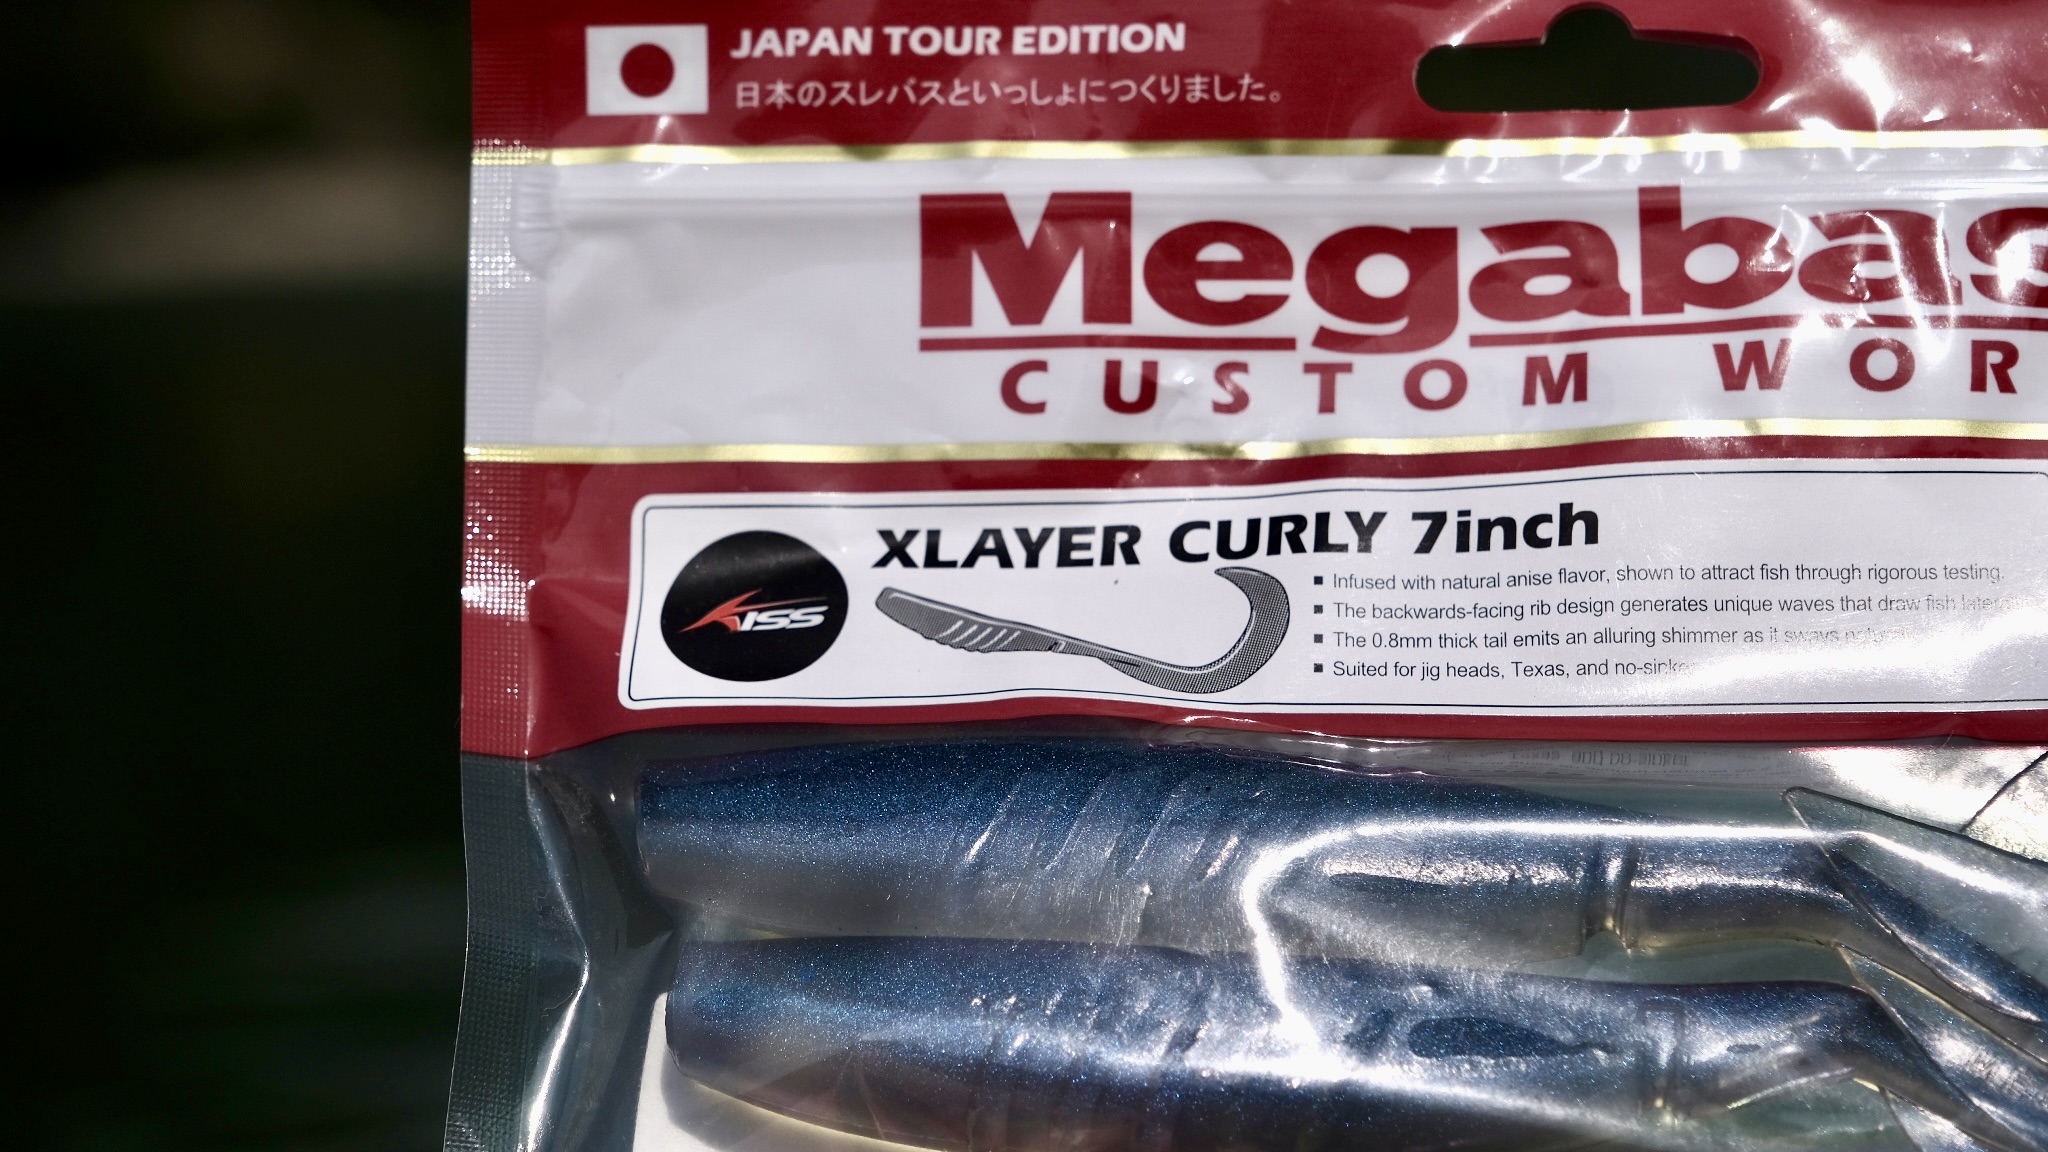 JAPAN TOUR EDITION
日本のスレバスといっしょにつくりました。
Megabas
CUSTOM WOR
XLAYER CURLY 7inch
KISS
▪ Infused with natural anise flavor, shown to attract fish through rigorous testing.
▪ The backwards-facing rib design generates unique waves that draw fish
▪ The 0.8mm thick tail emits an alluring shimmer as it sways
▪ Suited for jig heads, Texas, and no-sinker